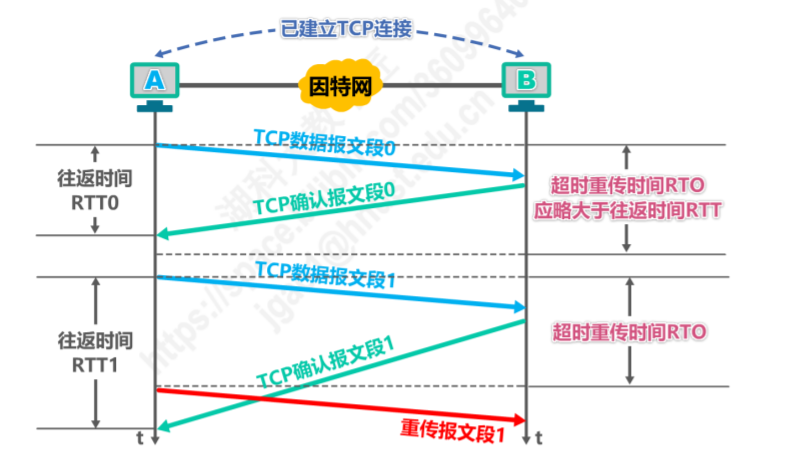 已建立TCP连接
A
因特网
B
TCP数据报文段0
往返时间
RTT0
TCP确认报文段0
超时重传时间RTO
应略大于往返时间RTT
TCP数据报文段1
往返时间
RTT1
超时重传时间RTO
TCP确认报文段1
重传报文段1
t
t